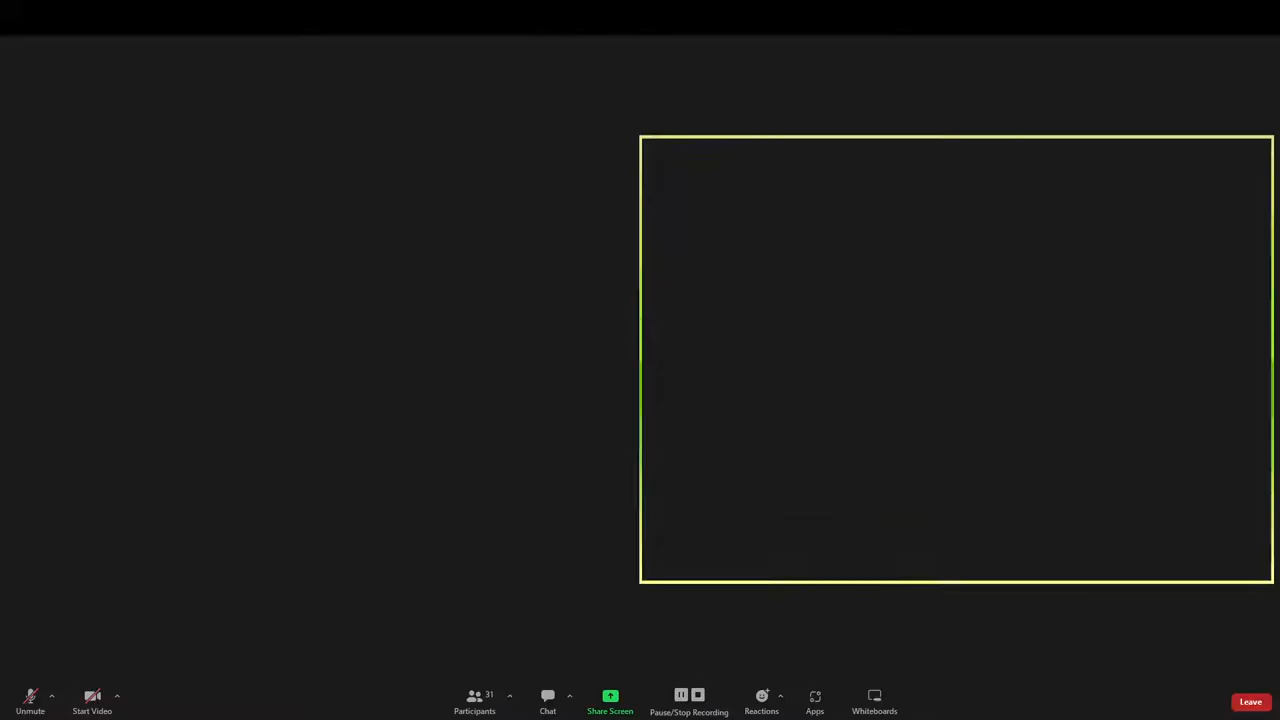 31
Unmute
Start Video
Participants
Chat
Share Screen
Pause/Stop Recording
Reactions
Apps
Whiteboards
Leave